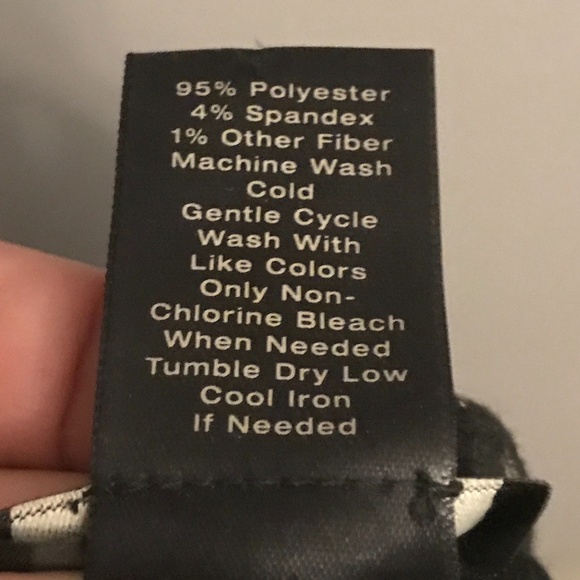 95% Polyester
4% Spandex
1% Other Fiber
Machine Wash
Cold
Gentle Cycle
Wash With
Like Colors
Only Non-
Chlorine Bleach
When Needed
Tumble Dry Low
Cool Iron
If Needed